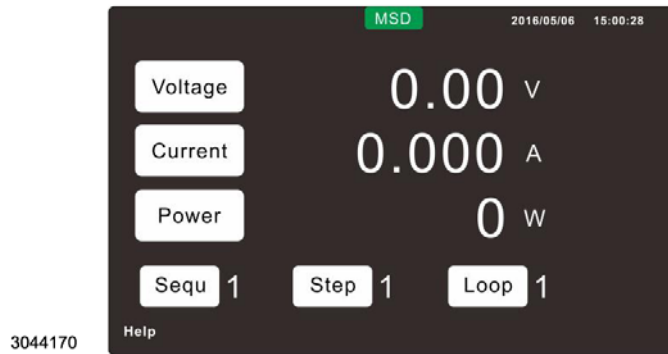 MSD 2016/05/06 15:00:28
Voltage 0.00 V
Current 0.000 A
Power 0 W
Sequ 1 Step 1 Loop 1
Help
3044170